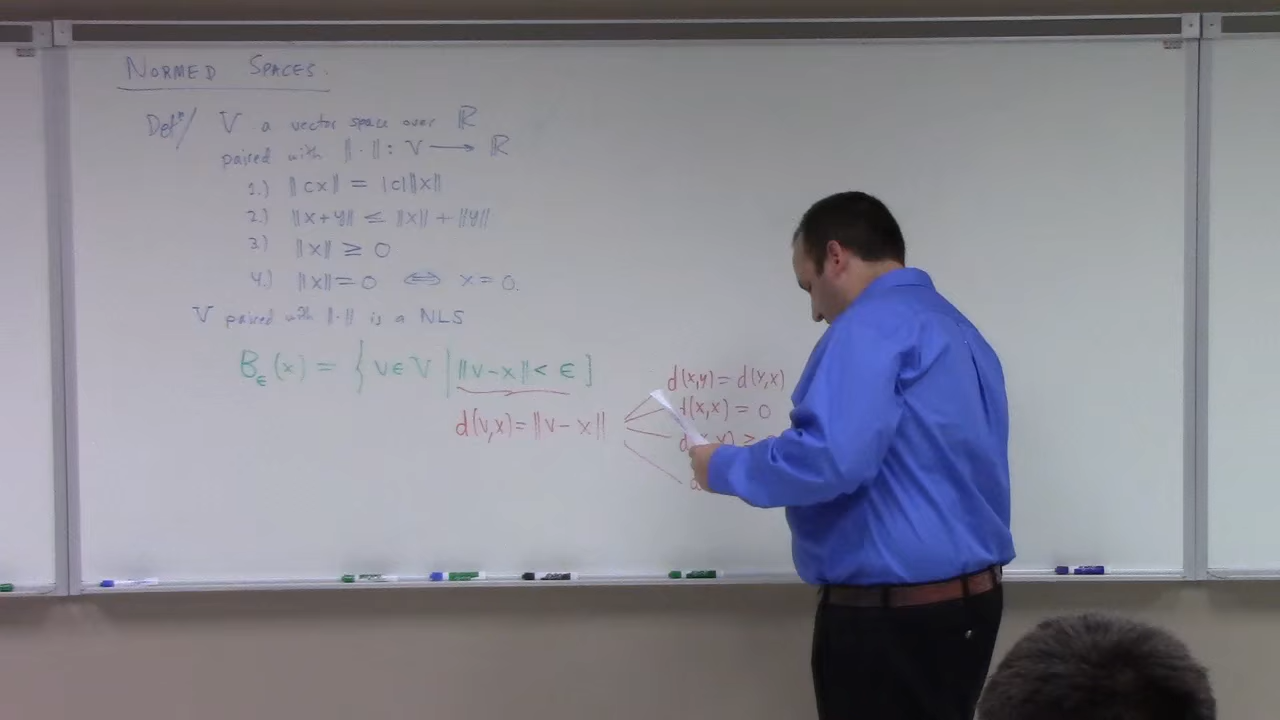 NORMED SPACES.
Defⁿ/ V a vector space over ℝ
paired with ||·|| : V ⟶ ℝ
1.) ||cx|| = |c|||x||
2.) ||x+y|| ≤ ||x|| + ||y||
3.) ||x|| ≥ 0
4.) ||x|| = 0 ⟺ x = 0.
V paired with ||·|| is a NLS
B_ε(x) = { v ∈ V | ||v-x|| < ε }
d(v,x) = ||v - x||
d(x,y) = d(y,x)
d(x,x) = 0